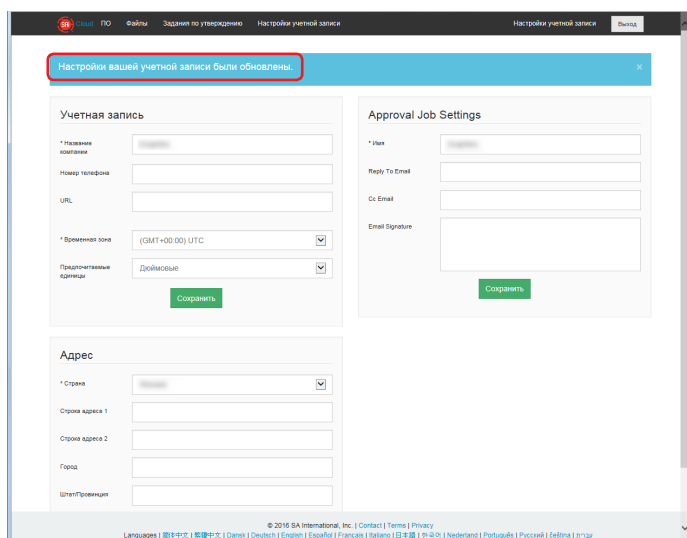 SAi Cloud ПО Файлы Задания по утверждению Настройки учетной записи Настройки учетной записи Выход
Настройки вашей учетной записи были обновлены. ×
Учетная запись
* Название компании
Номер телефона
URL
* Временная зона (GMT+00:00) UTC
Предпочитаемые единицы Дюймовые
Сохранить
Approval Job Settings
* Имя
Reply To Email
Cc Email
Email Signature
Сохранить
Адрес
* Страна
Строка адреса 1
Строка адреса 2
Город
Штат/Провинция
© 2016 SA International, Inc. | Contact | Terms | Privacy
Languages | 简体中文 | 繁體中文 | Dansk | Deutsch | English | Español | Français | Italiano | 日本語 | 한국어 | Nederland | Português | Русский | čeština | עברית